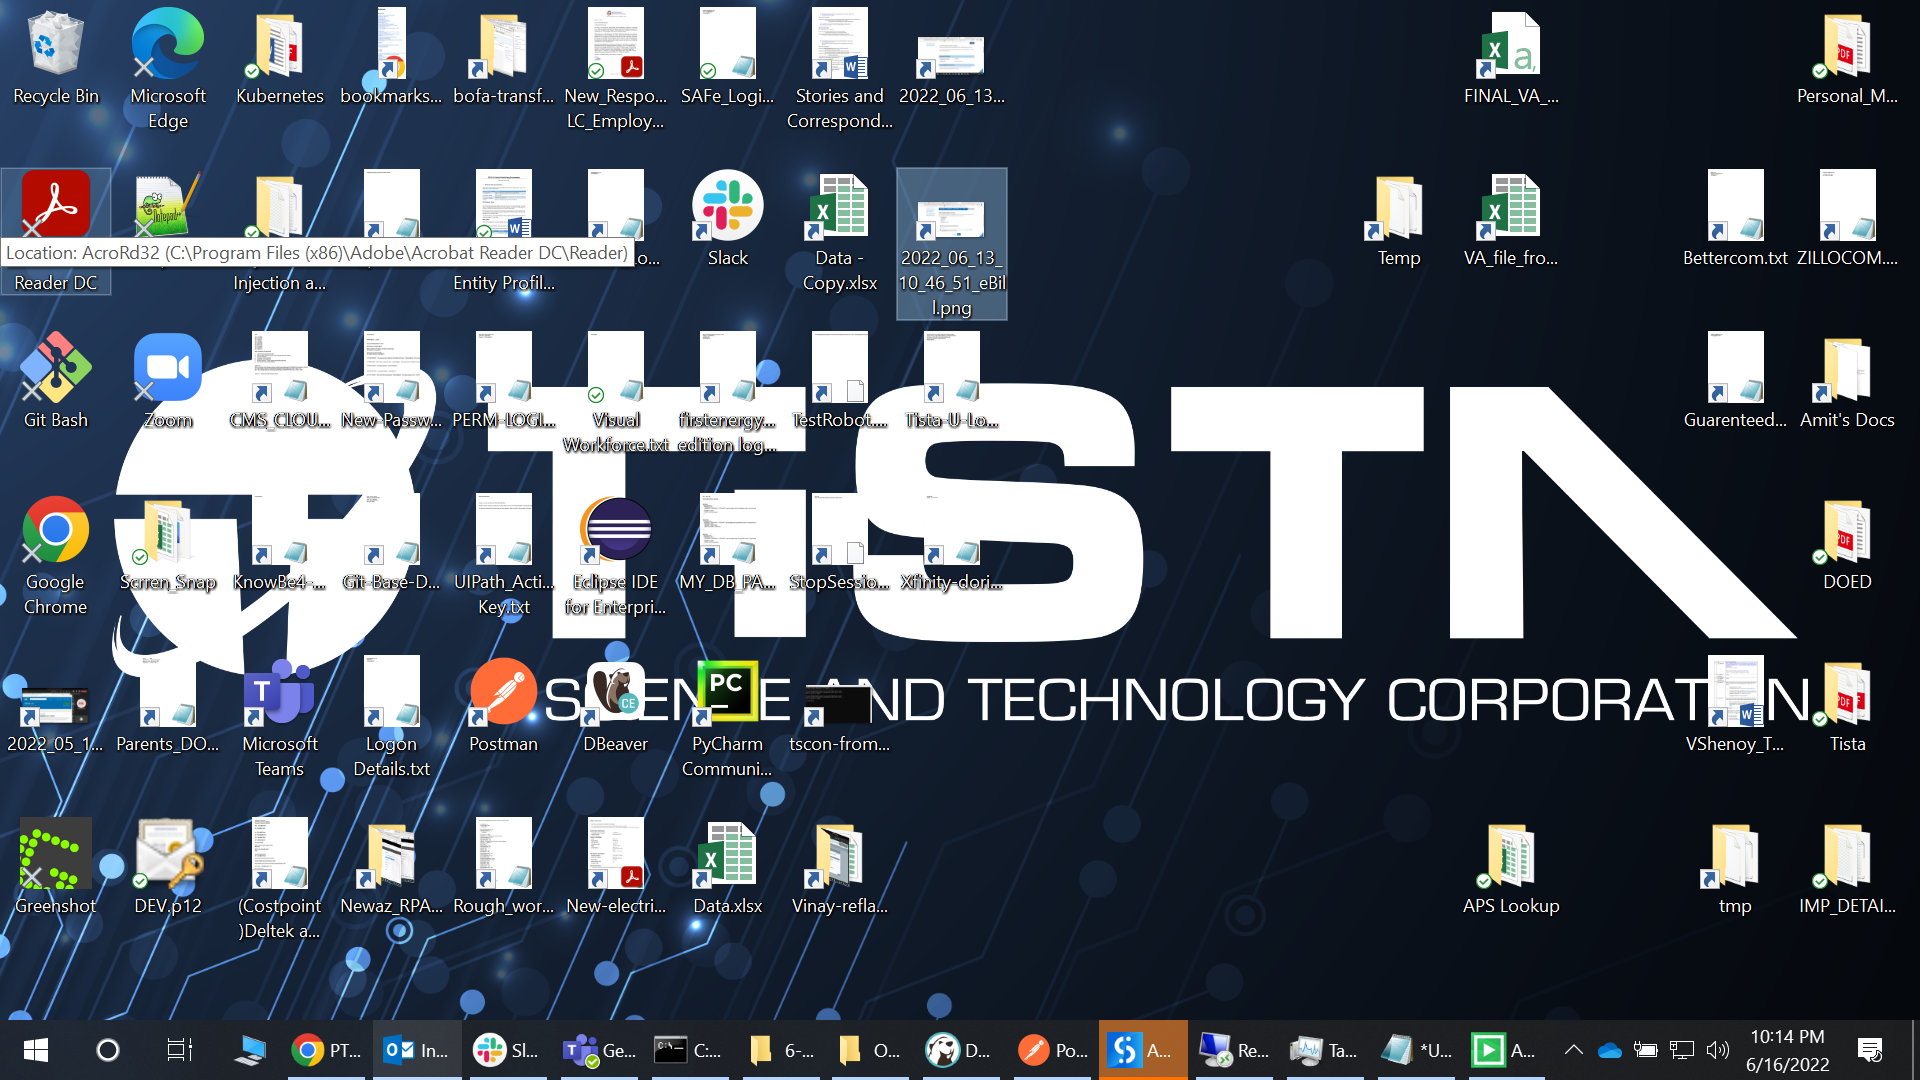 Recycle Bin
Microsoft
Edge
Kubernetes
bookmarks...
bofa-transf...
New_Respo...
LC_Employ...
SAFe_Logi...
Stories and
Correspond...
2022_06_13...
FINAL_VA_...
Personal_M...
Location: AcroRd32 (C:\Program Files (x86)\Adobe\Acrobat Reader DC\Reader)
Reader DC
Injection a...
Entity Profil...
Slack
Data -
Copy.xlsx
2022_06_13_
10_46_51_eBil
l.png
Temp
VA_file_fro...
Bettercom.txt
ZILLOCOM....
Git Bash
Zoom
CMS_CLOU...
New-Passw...
PERM-LOGI...
Visual
Workforce.txt
firstenergy...
edition log...
TestRobot....
Tista-U-Lo...
Guarenteed...
Amit's Docs
TiSTA
SCIENCE AND TECHNOLOGY CORPORATION
Google
Chrome
Scrren_Snap
KnowBe4-...
Git-Base-D...
UIPath_Acti...
Key.txt
Eclipse IDE
for Enterpri...
MY_DB_PA...
StopSessio...
Xfinity-dori...
DOED
2022_05_1...
Parents_DO...
Microsoft
Teams
Logon
Details.txt
Postman
DBeaver
PyCharm
Communi...
tscon-from...
VShenoy_T...
Tista
Greenshot
DEV.p12
(Costpoint
)Deltek a...
Newaz_RPA...
Rough_wor...
New-electri...
Data.xlsx
Vinay-refla...
APS Lookup
tmp
IMP_DETAI...
PT...
In...
Sl...
Ge...
C:...
6-...
O...
D...
Po...
A...
Re...
Ta...
*U...
A...
10:14 PM
6/16/2022